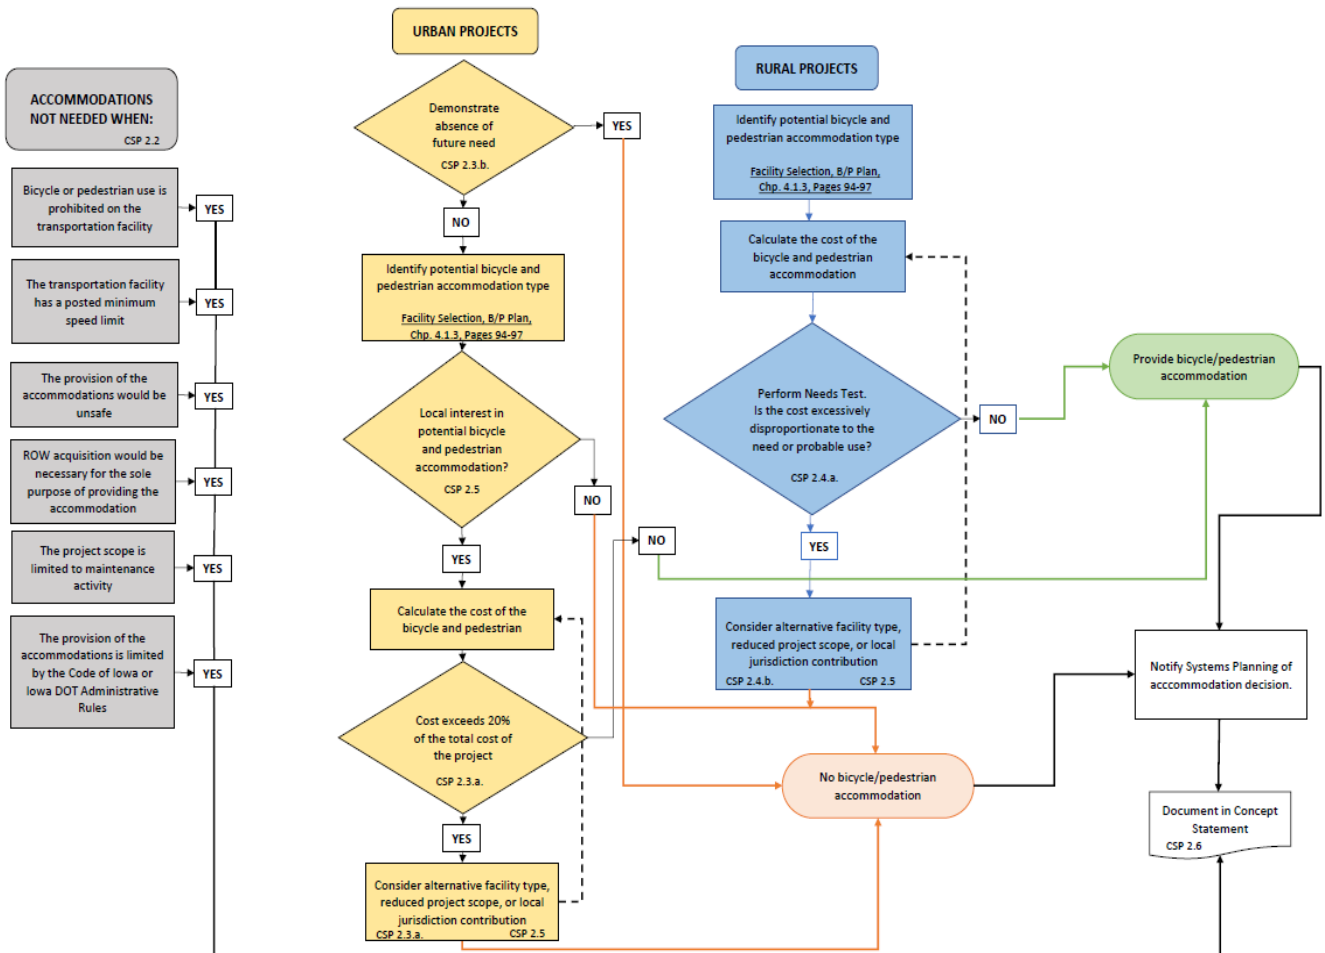 ACCOMMODATIONS
NOT NEEDED WHEN:
CSP 2.2
Bicycle or pedestrian use is
prohibited on the
transportation facility
YES
The transportation facility
has a posted minimum
speed limit
YES
The provision of the
accommodations would be
unsafe
YES
ROW acquisition would be
necessary for the sole
purpose of providing the
accommodation
YES
The project scope is
limited to maintenance
activity
YES
The provision of the
accommodations is limited
by the Code of Iowa or
Iowa DOT Administrative
Rules
YES
URBAN PROJECTS
Demonstrate
absence of
future need
CSP 2.3.b.
YES
NO
Identify potential bicycle and
pedestrian accommodation type
Facility Selection, B/P Plan,
Chp. 4.1.3, Pages 94-97
Local interest in
potential bicycle
and pedestrian
accommodation?
CSP 2.5
NO
YES
Calculate the cost of the
bicycle and pedestrian
Cost exceeds 20%
of the total cost of
the project
CSP 2.3.a.
NO
YES
Consider alternative facility type,
reduced project scope, or local
jurisdiction contribution
CSP 2.3.a. CSP 2.5
RURAL PROJECTS
Identify potential bicycle and
pedestrian accommodation type
Facility Selection, B/P Plan,
Chp. 4.1.3, Pages 94-97
Calculate the cost of the
bicycle and pedestrian
accommodation
Perform Needs Test.
Is the cost excessively
disproportionate to the
need or probable use?
CSP 2.4.a.
NO
YES
Consider alternative facility type,
reduced project scope, or local
jurisdiction contribution
CSP 2.4.b. CSP 2.5
Provide bicycle/pedestrian
accommodation
No bicycle/pedestrian
accommodation
Notify Systems Planning of
acccommodation decision.
Document in Concept
Statement
CSP 2.6